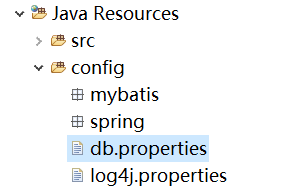 Java Resources
src
config
mybatis
spring
db.properties
log4j.properties